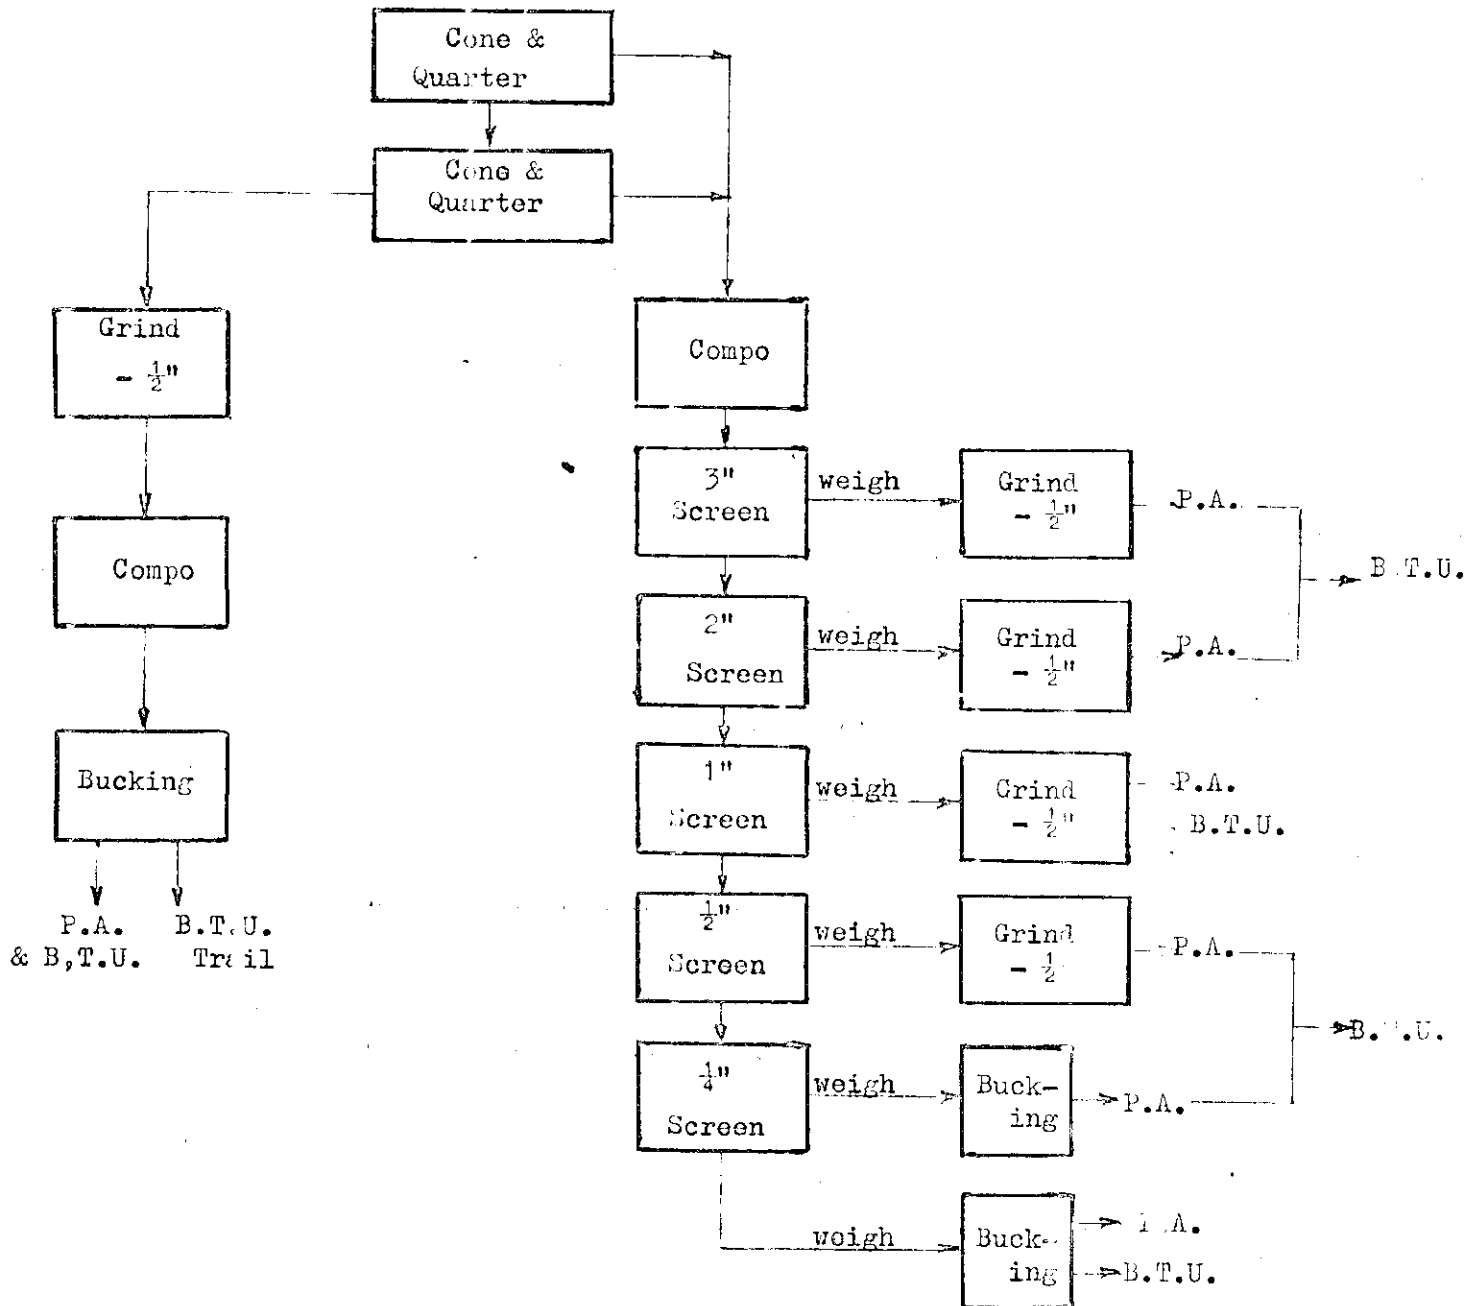 Cone &
Quarter
Cone &
Quarter
Grind
- ½"
Compo
Compo
3"
Screen
weigh
Grind
- ½"
P.A.
B.T.U.
2"
Screen
weigh
Grind
- ½"
P.A.
Bucking
1"
Screen
weigh
Grind
- ½"
P.A.
B.T.U.
P.A.
& B,T.U.
B.T.U.
Trail
½"
Screen
weigh
Grind
- ½
P.A.
B.T.U.
¼"
Screen
weigh
Buck-
ing
P.A.
weigh
Buck-
ing
P.A.
B.T.U.